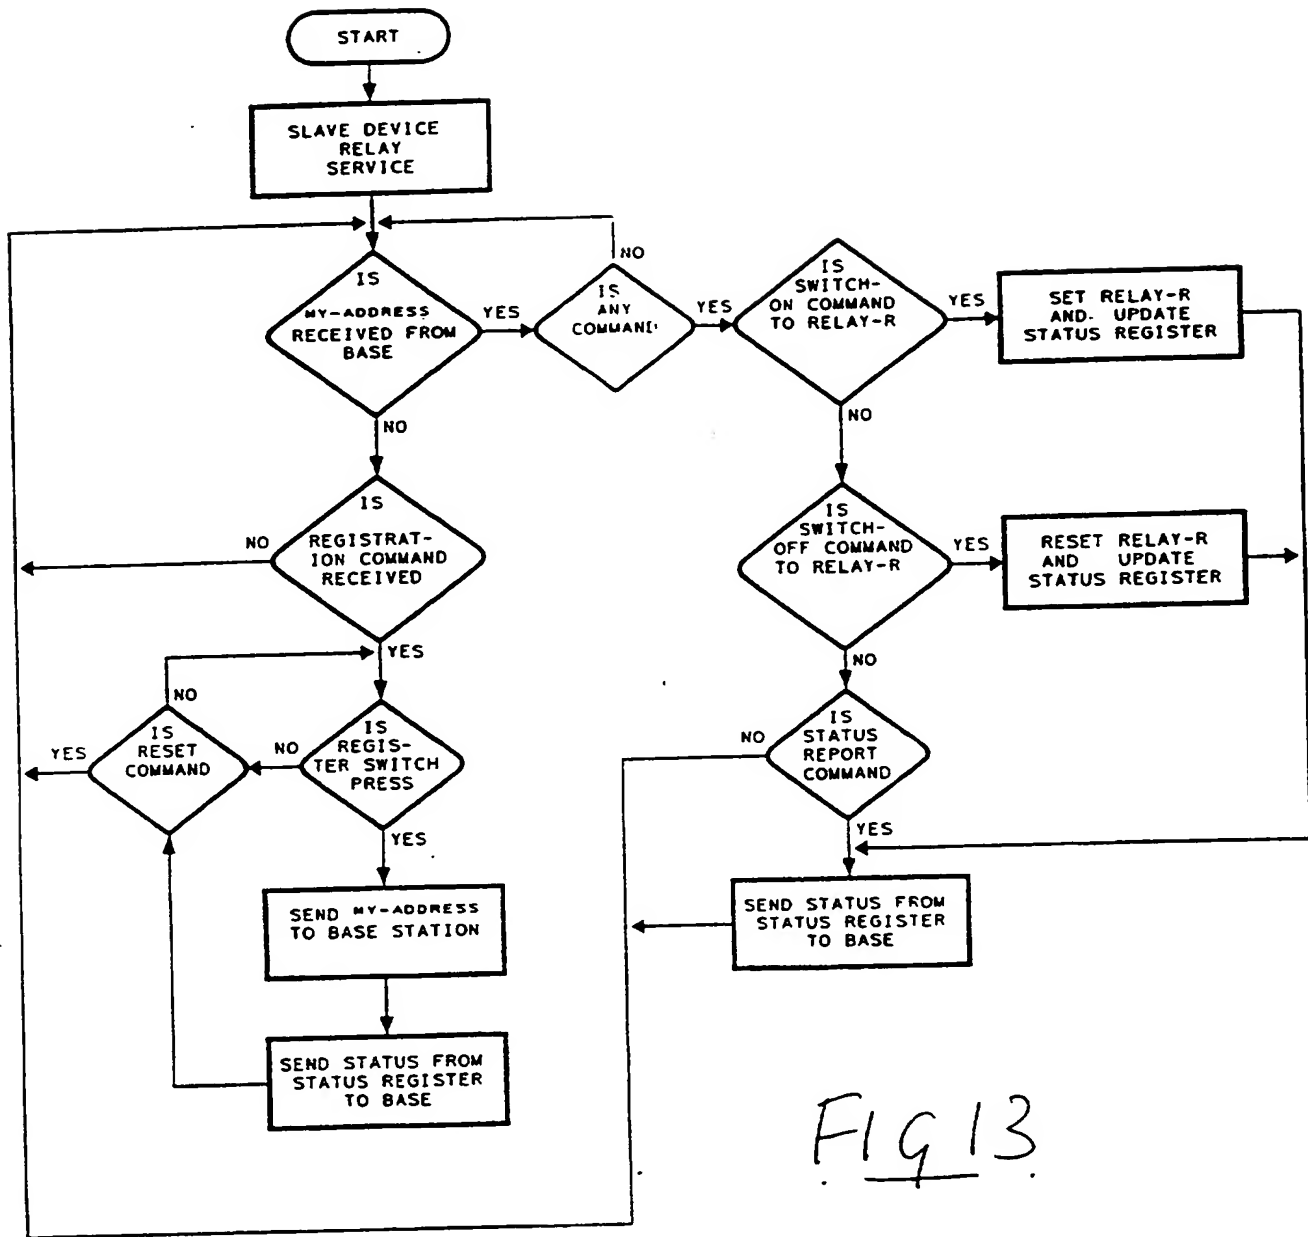 START
SLAVE DEVICE
RELAY
SERVICE
NO
IS
MY-ADDRESS
RECEIVED FROM
BASE
YES
IS
ANY
COMMAND
YES
IS
SWITCH-
ON COMMAND
TO RELAY-R
YES
SET RELAY-R
AND. UPDATE
STATUS REGISTER
NO
NO
IS
REGISTRAT-
ION COMMAND
RECEIVED
NO
IS
SWITCH-
OFF COMMAND
TO RELAY-R
YES
RESET RELAY-R
AND UPDATE
STATUS REGISTER
YES
NO
NO
IS
RESET
COMMAND
YES
NO
IS
REGIS-
TER SWITCH
PRESS
NO
IS
STATUS
REPORT
COMMAND
YES
YES
SEND MY-ADDRESS
TO BASE STATION
SEND STATUS FROM
STATUS REGISTER
TO BASE
SEND STATUS FROM
STATUS REGISTER
TO BASE
FIG 13